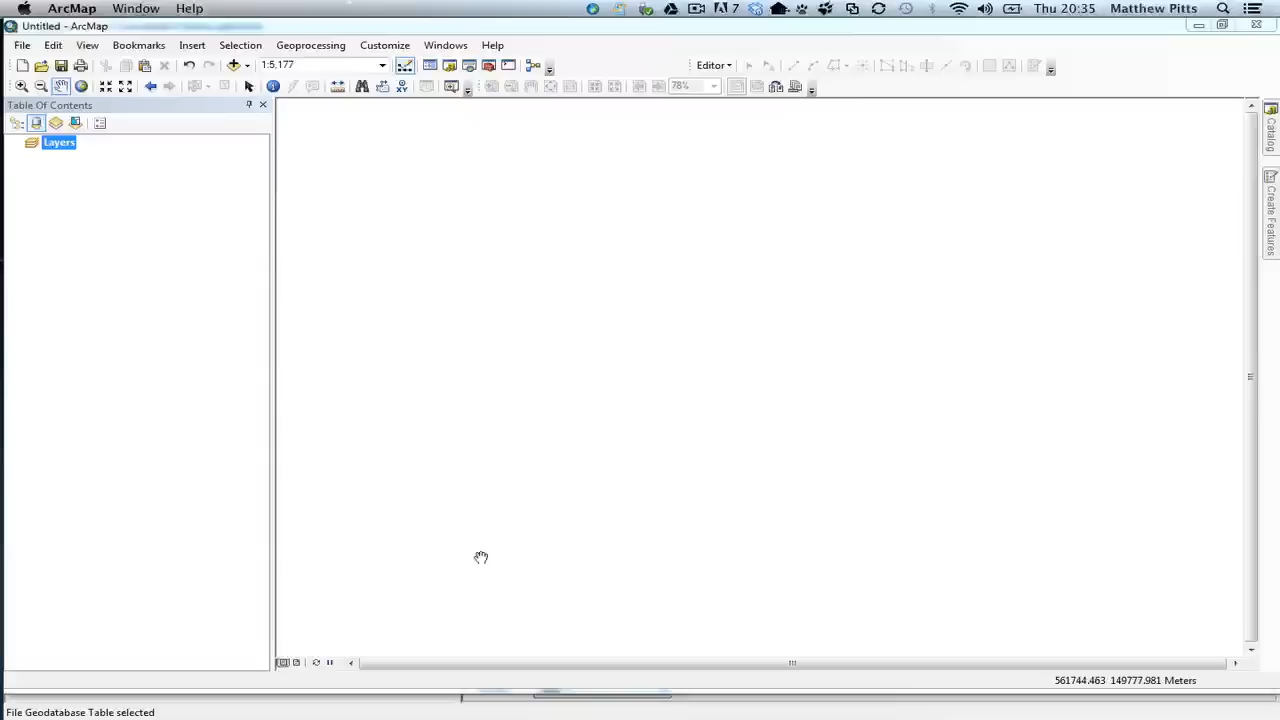 ArcMap Window Help 7 Thu 20:35 Matthew Pitts
Untitled - ArcMap
File Edit View Bookmarks Insert Selection Geoprocessing Customize Windows Help
1:5,177 Editor
78%
Table Of Contents
Layers
Catalog
Create Features
561744.463 149777.981 Meters
File Geodatabase Table selected